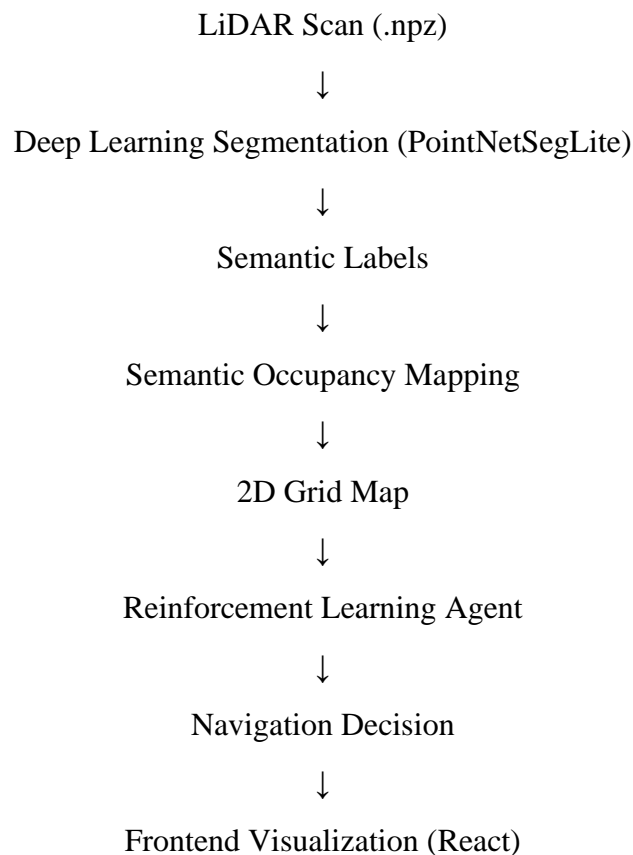 LiDAR Scan (.npz)
↓
Deep Learning Segmentation (PointNetSegLite)
↓
Semantic Labels
↓
Semantic Occupancy Mapping
↓
2D Grid Map
↓
Reinforcement Learning Agent
↓
Navigation Decision
↓
Frontend Visualization (React)